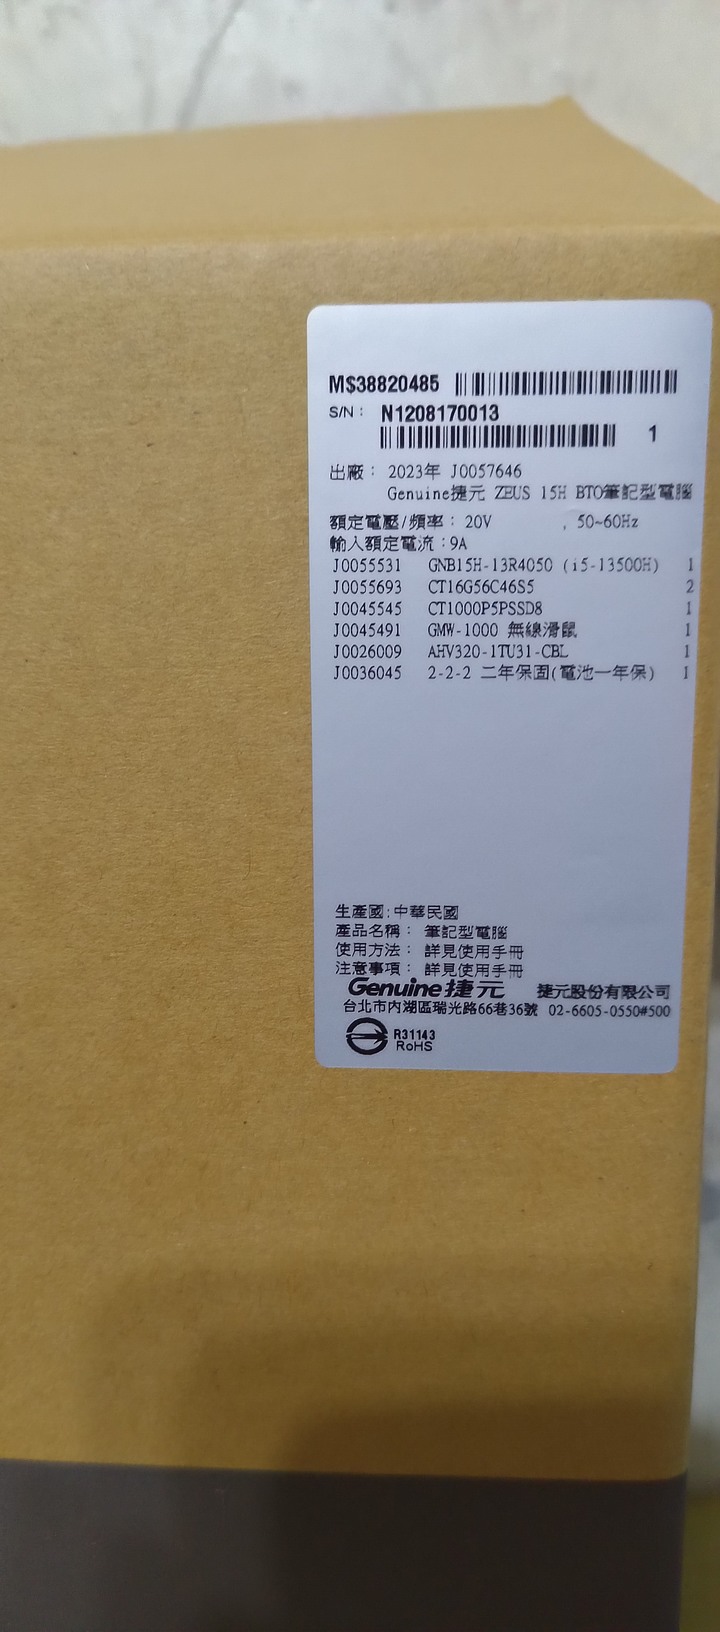 M$38820485
S/N： N1208170013
1
出廠： 2023年 J0057646
Genuine捷元 ZEUS 15H BTO筆記型電腦
額定電壓/頻率： 20V , 50~60Hz
輸入額定電流：9A
J0055531 GNB15H-13R4050 (i5-13500H) 1
J0055693 CT16G56C46S5 2
J0045545 CT1000P5PSSD8 1
J0045491 GMW-1000 無線滑鼠 1
J0026009 AHV320-1TU31-CBL 1
J0036045 2-2-2 二年保固(電池一年保) 1
生產國:中華民國
產品名稱： 筆記型電腦
使用方法： 詳見使用手冊
注意事項： 詳見使用手冊
Genuine捷元 捷元股份有限公司
台北市內湖區瑞光路66巷36號 02-6605-0550#500
R31143
RoHS